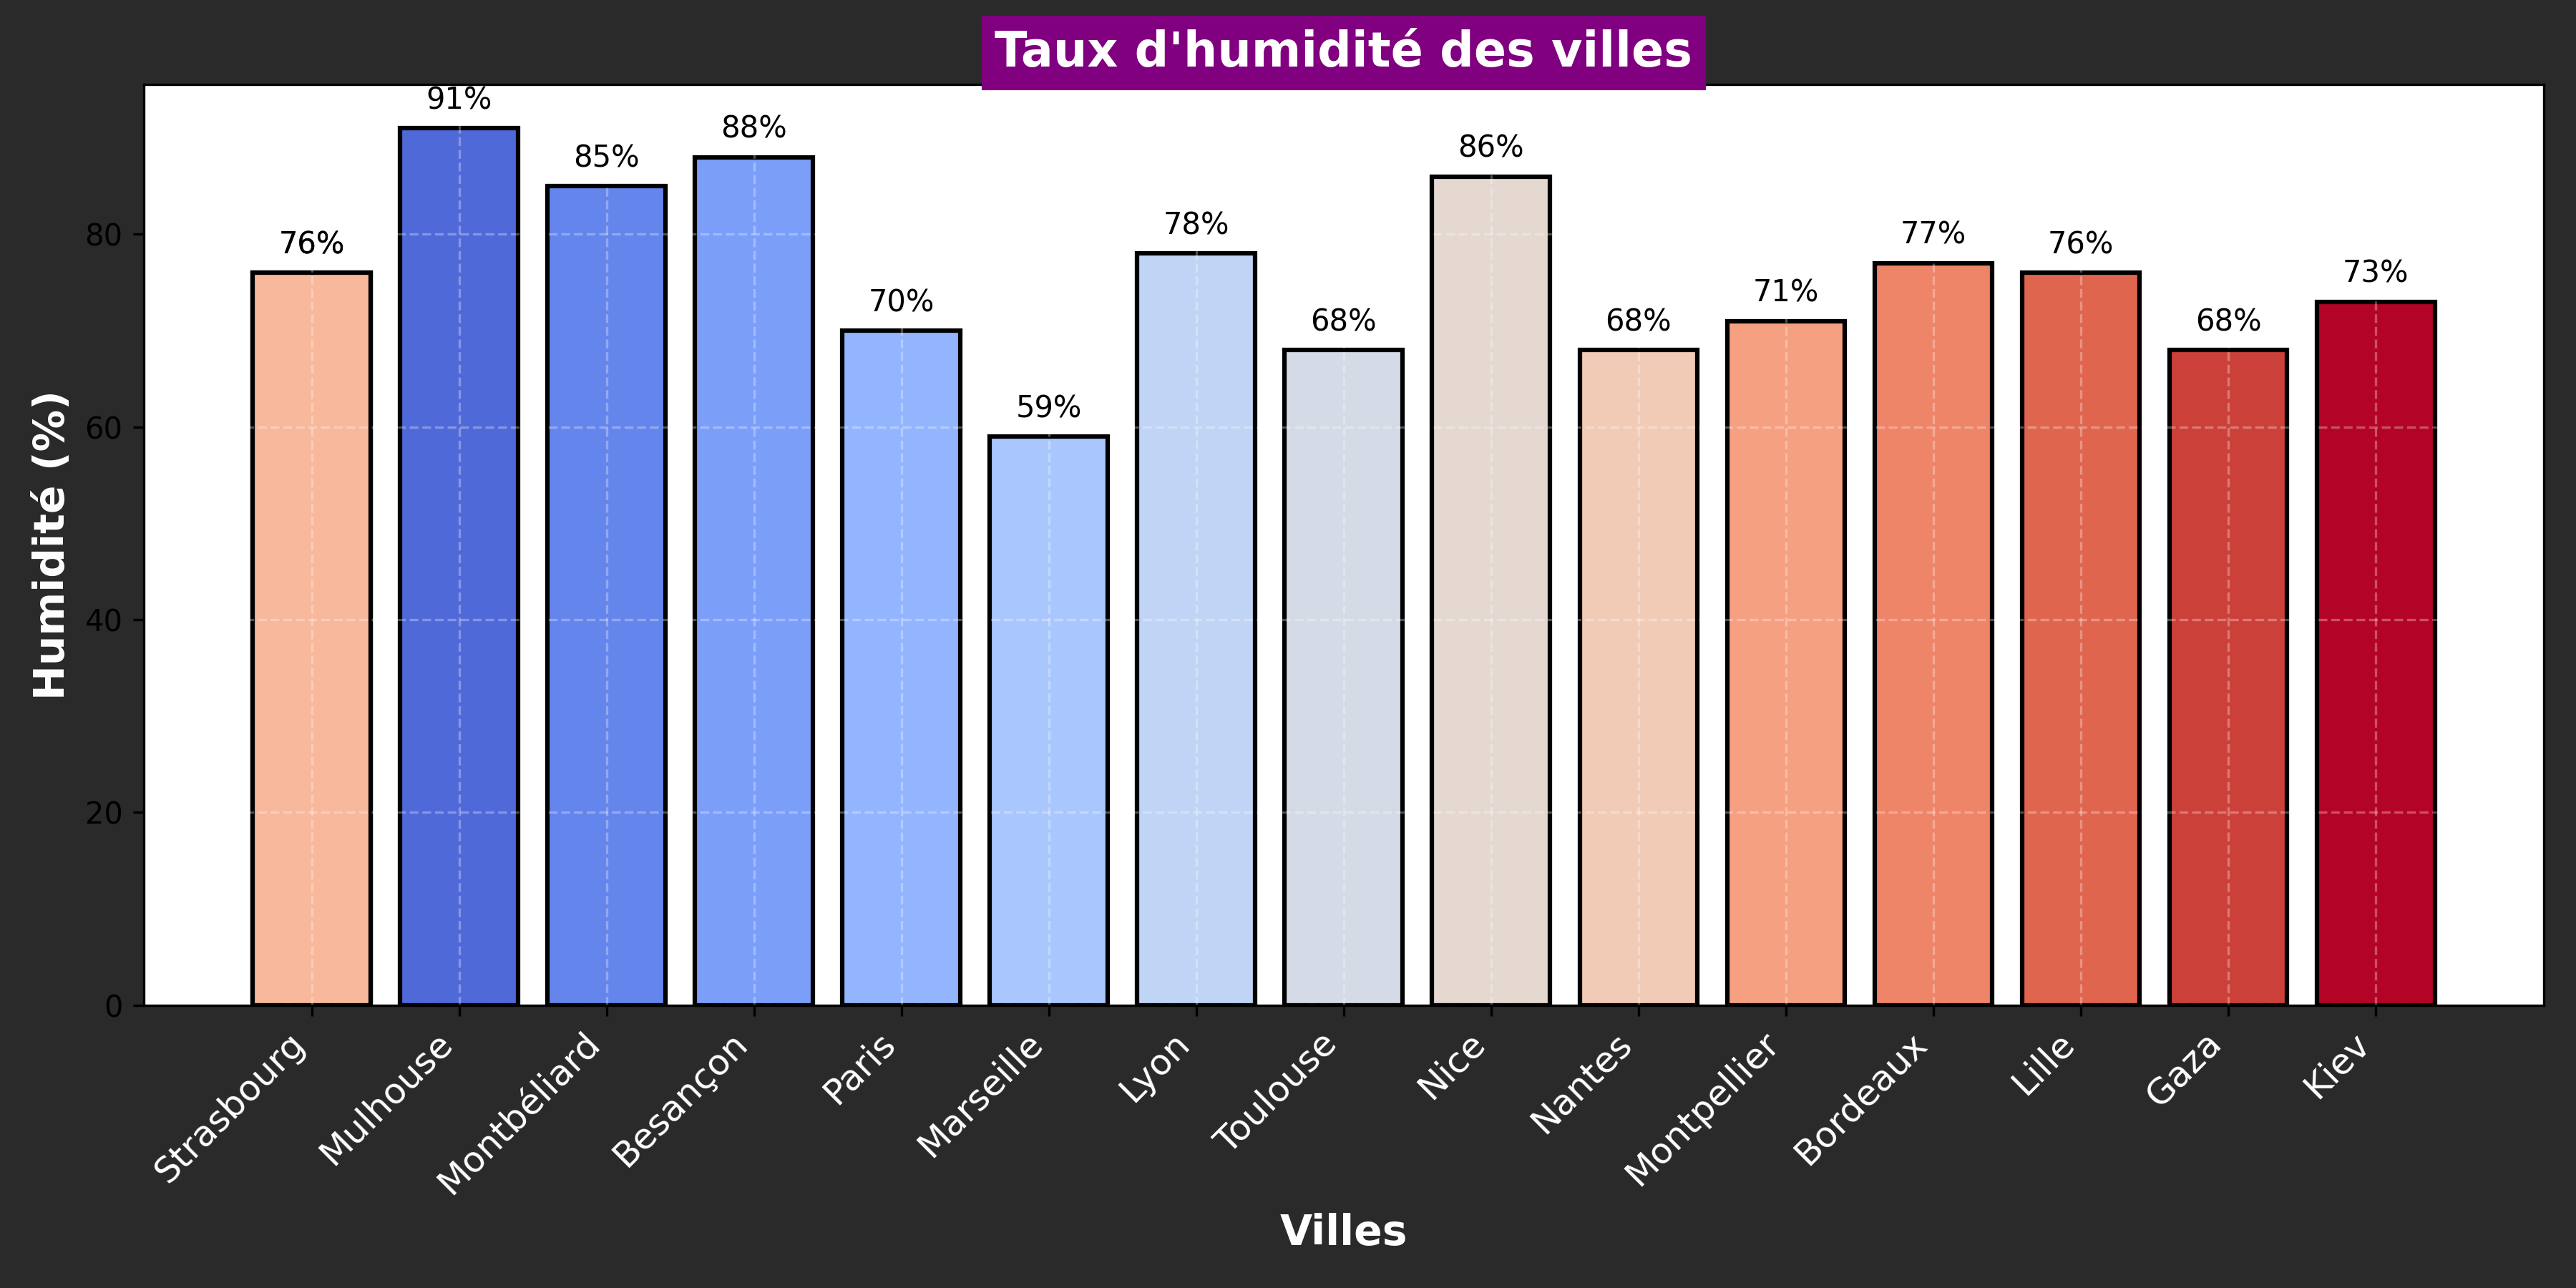 Taux d'humidité des villes
Humidité (%)
80
60
40
20
0
76%
91%
85%
88%
70%
59%
78%
68%
86%
68%
71%
77%
76%
68%
73%
Strasbourg
Mulhouse
Montbéliard
Besançon
Paris
Marseille
Lyon
Toulouse
Nice
Nantes
Montpellier
Bordeaux
Lille
Gaza
Kiev
Villes